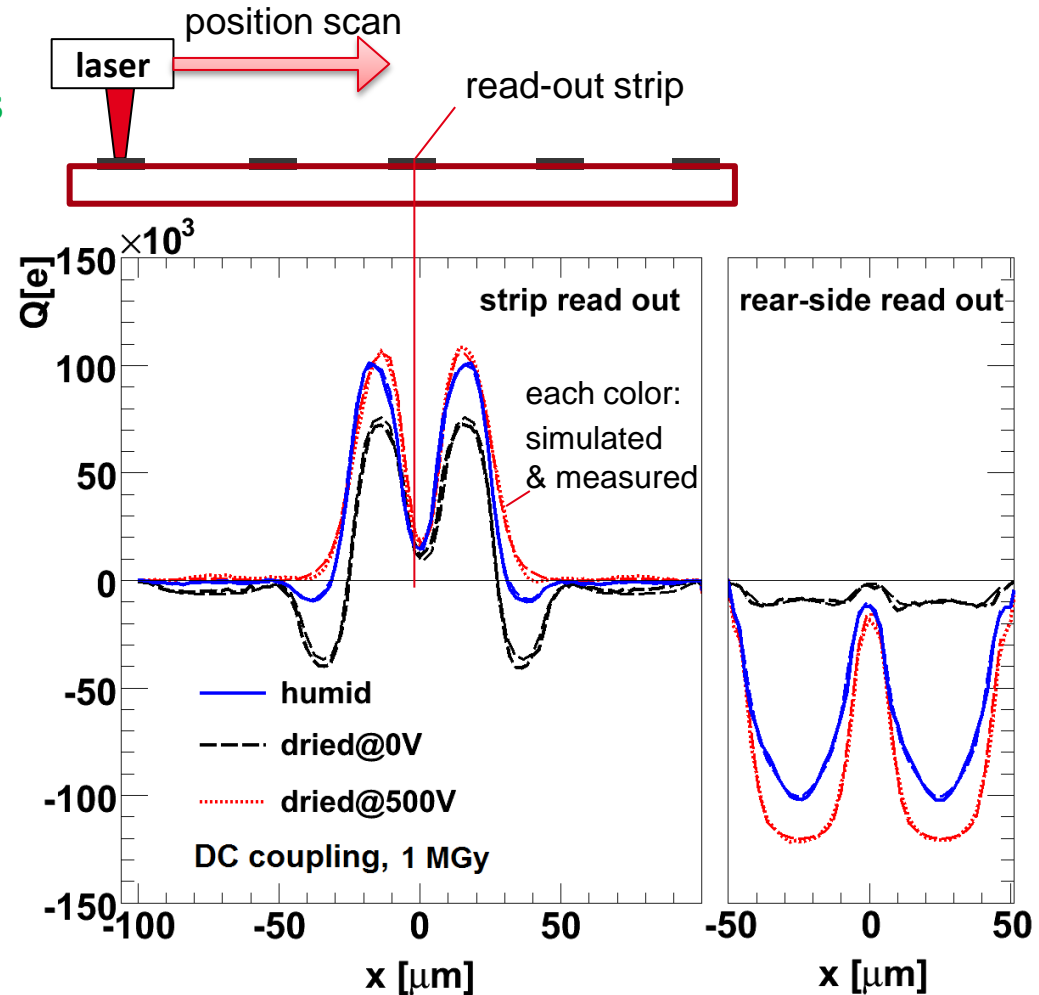 position scan
laser
s
read-out strip
×10³
Q[e]
150
100
50
0
-50
-100
-150
strip read out
rear-side read out
each color:
simulated
& measured
humid
dried@0V
dried@500V
DC coupling, 1 MGy
-100 -50 0 50
-50 0 50
x [μm]
x [μm]